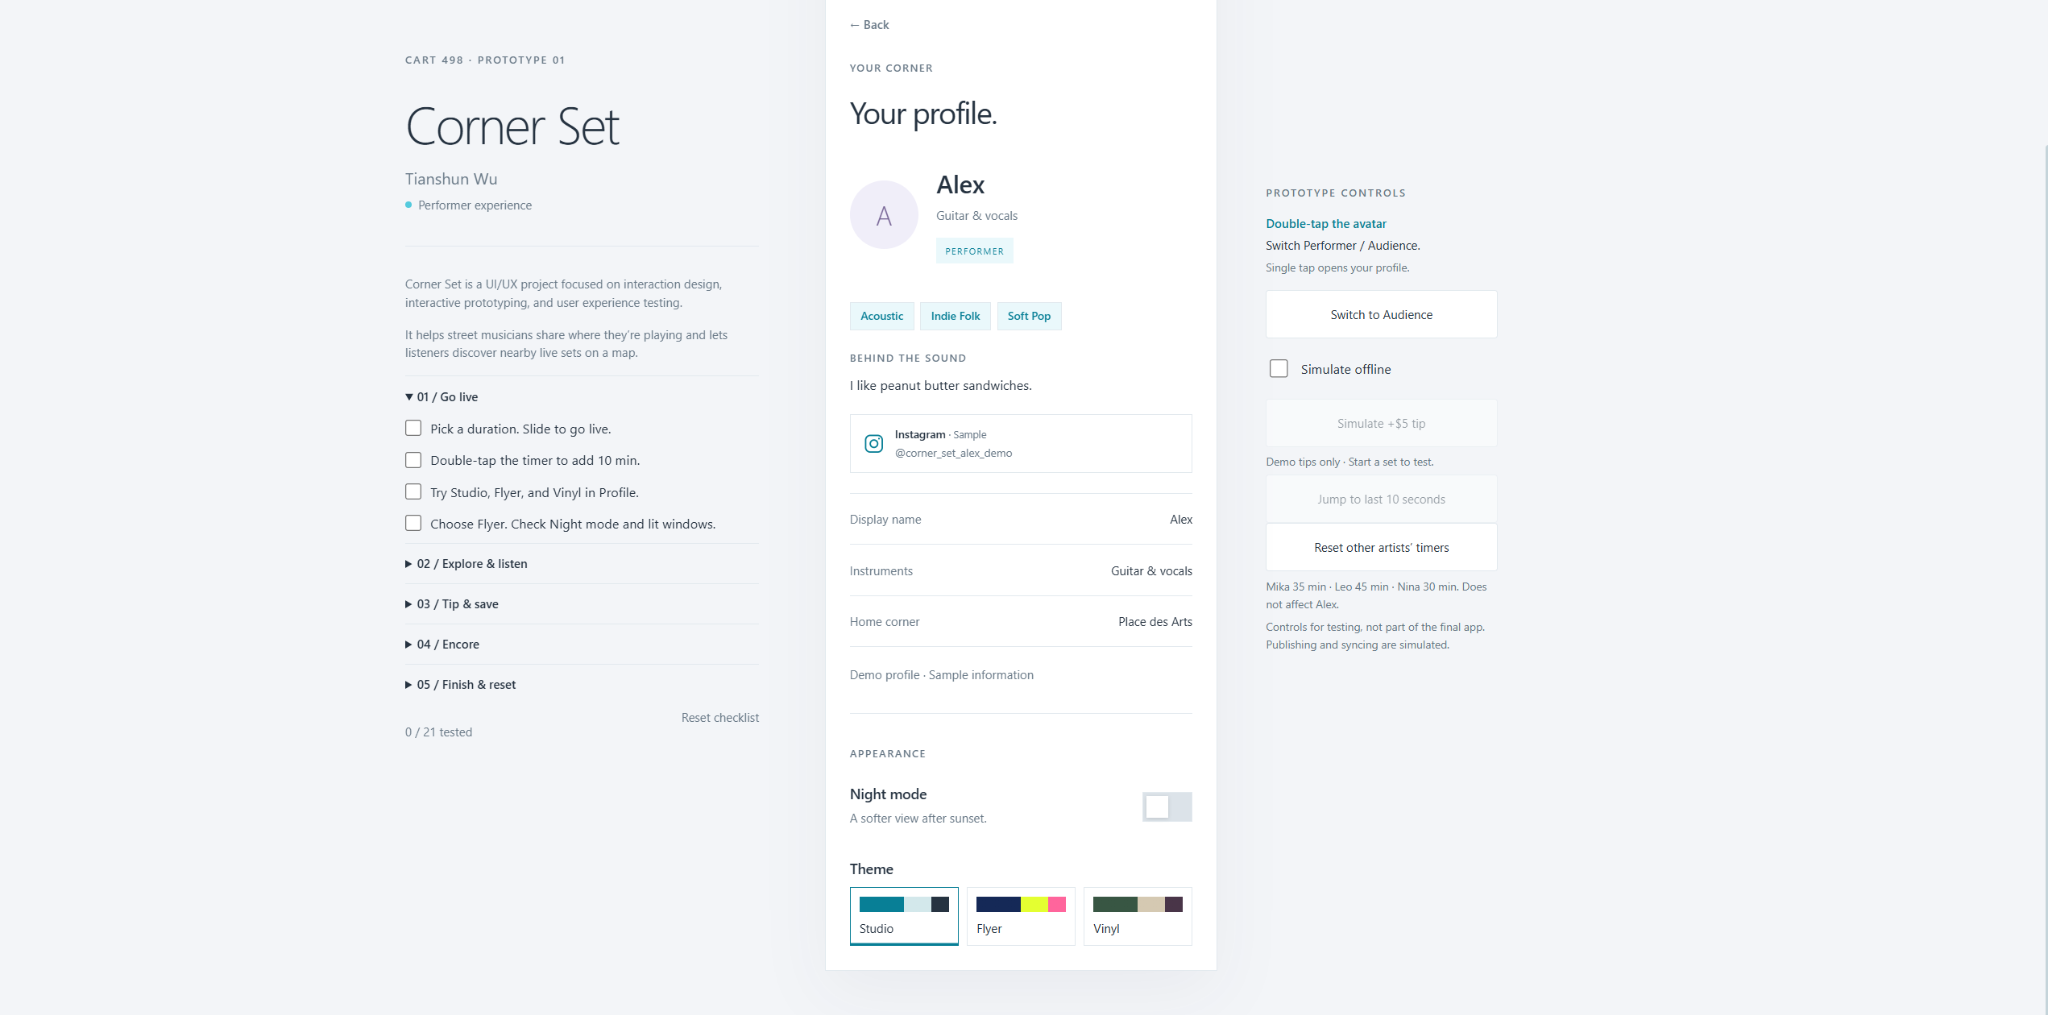 CART 498 · PROTOTYPE 01
Corner Set
Tianshun Wu
Performer experience
Corner Set is a UI/UX project focused on interaction design,
interactive prototyping, and user experience testing.
It helps street musicians share where they're playing and lets
listeners discover nearby live sets on a map.
▼ 01 / Go live
Pick a duration. Slide to go live.
Double-tap the timer to add 10 min.
Try Studio, Flyer, and Vinyl in Profile.
Choose Flyer. Check Night mode and lit windows.
▶ 02 / Explore & listen
▶ 03 / Tip & save
▶ 04 / Encore
▶ 05 / Finish & reset
Reset checklist
0 / 21 tested
← Back
YOUR CORNER
Your profile.
A
Alex
Guitar & vocals
PERFORMER
Acoustic
Indie Folk
Soft Pop
BEHIND THE SOUND
I like peanut butter sandwiches.
Instagram · Sample
@corner_set_alex_demo
Display name Alex
Instruments Guitar & vocals
Home corner Place des Arts
Demo profile · Sample information
APPEARANCE
Night mode
A softer view after sunset.
Theme
Studio
Flyer
Vinyl
PROTOTYPE CONTROLS
Double-tap the avatar
Switch Performer / Audience.
Single tap opens your profile.
Switch to Audience
Simulate offline
Simulate +$5 tip
Demo tips only · Start a set to test.
Jump to last 10 seconds
Reset other artists' timers
Mika 35 min · Leo 45 min · Nina 30 min. Does
not affect Alex.
Controls for testing, not part of the final app.
Publishing and syncing are simulated.